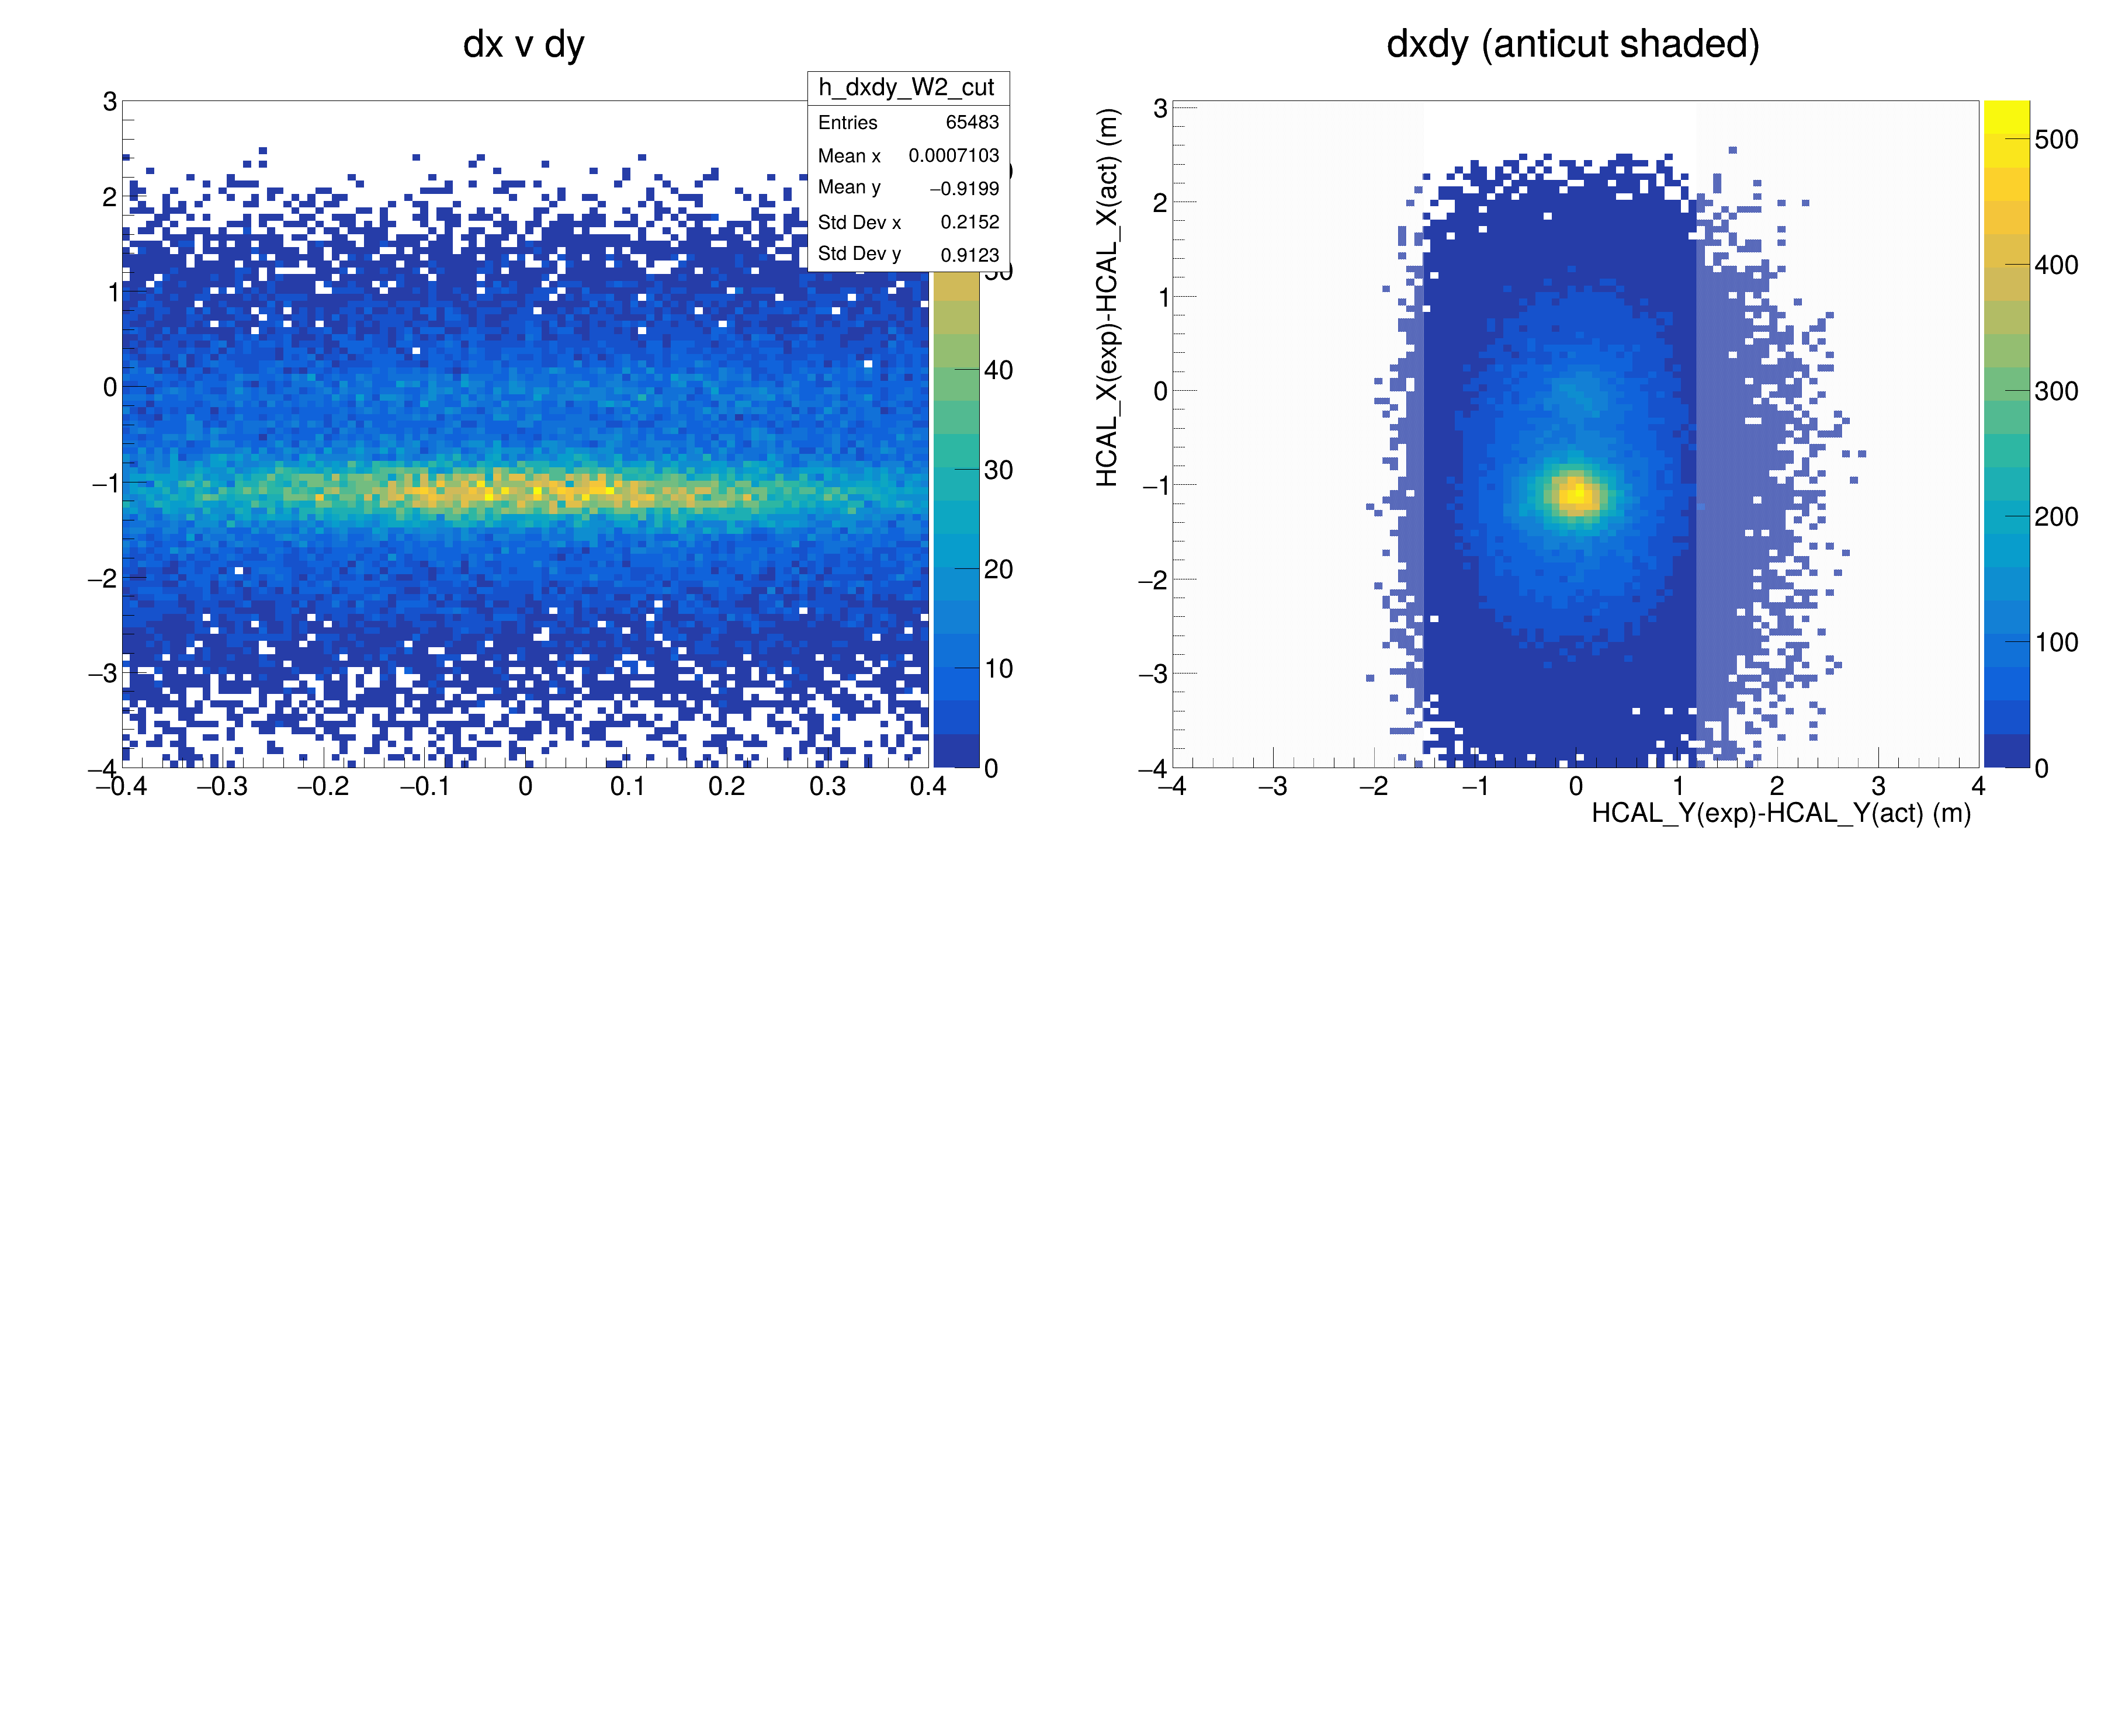 dx v dy
h_dxdy_W2_cut
Entries 65483
Mean x 0.0007103
Mean y −0.9199
Std Dev x 0.2152
Std Dev y 0.9123
3
2
1
0
−1
−2
−3
−4
−0.4 −0.3 −0.2 −0.1 0 0.1 0.2 0.3 0.4
40
30
20
10
0
dxdy (anticut shaded)
HCAL_X(exp)-HCAL_X(act) (m)
3
2
1
0
−1
−2
−3
−4
−4 −3 −2 −1 0 1 2 3 4
HCAL_Y(exp)-HCAL_Y(act) (m)
500
400
300
200
100
0